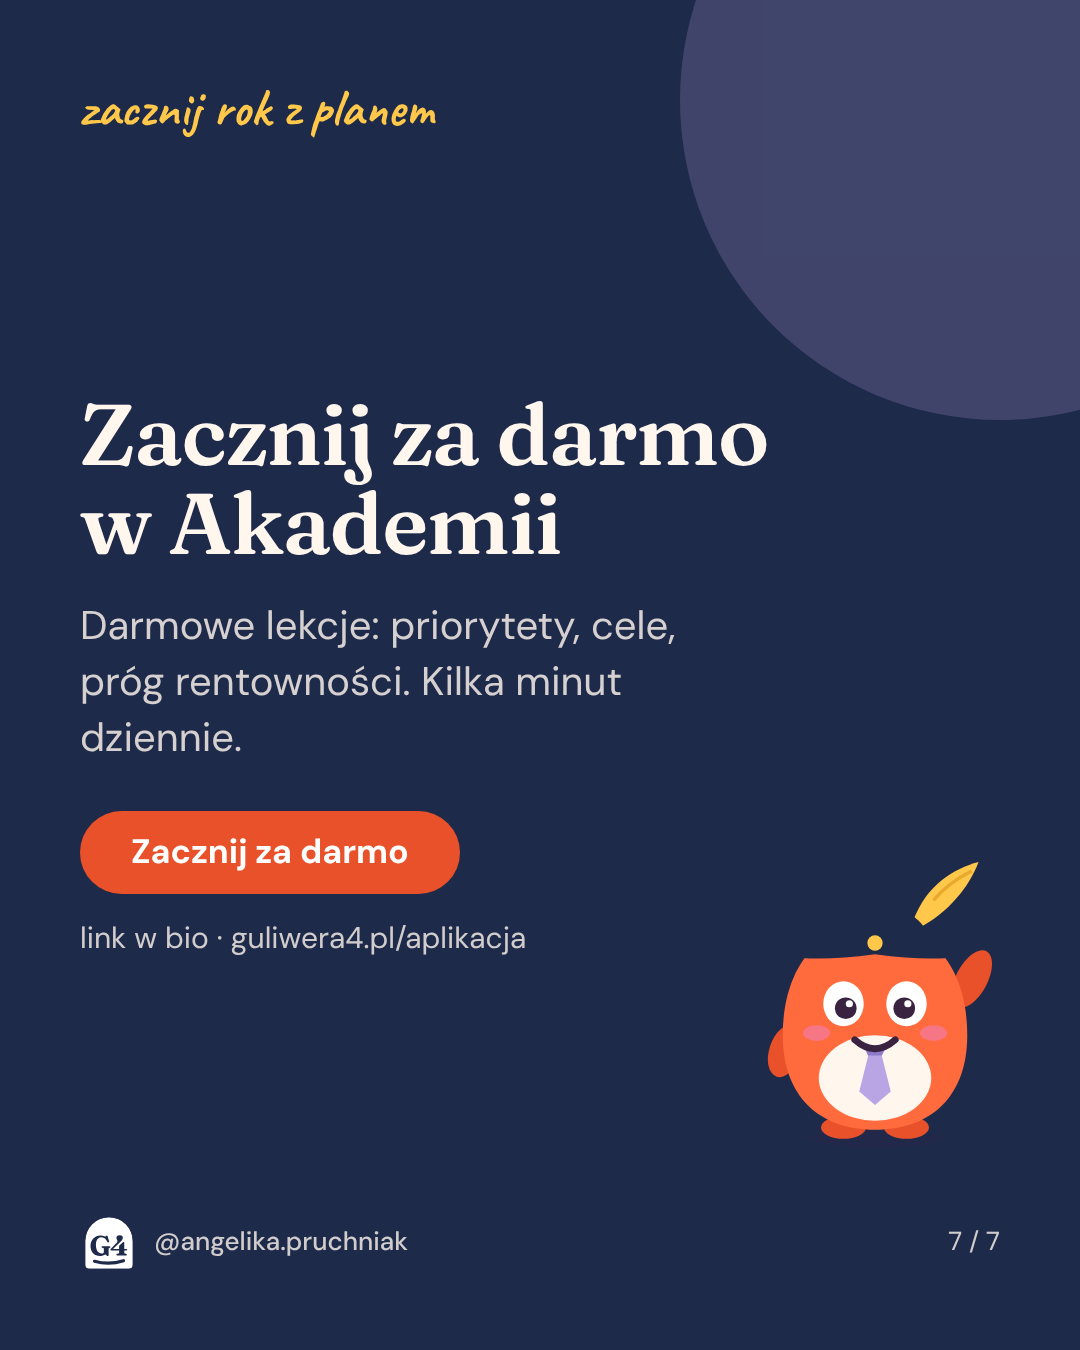 zacznij rok z planem
Zacznij za darmo
w Akademii
Darmowe lekcje: priorytety, cele,
próg rentowności. Kilka minut
dziennie.
Zacznij za darmo
link w bio · guliwera4.pl/aplikacja
G4 @angelika.pruchniak 7 / 7